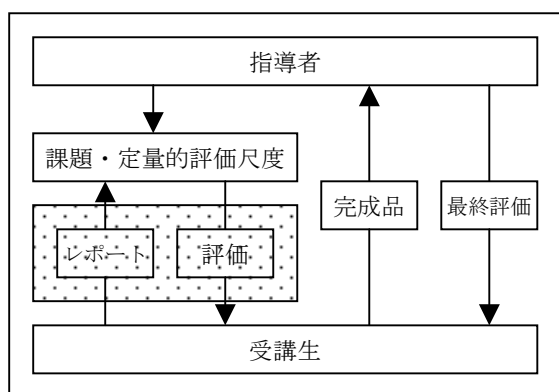 指導者
課題・定量的評価尺度
完成品
最終評価
レポート
評価
受講生